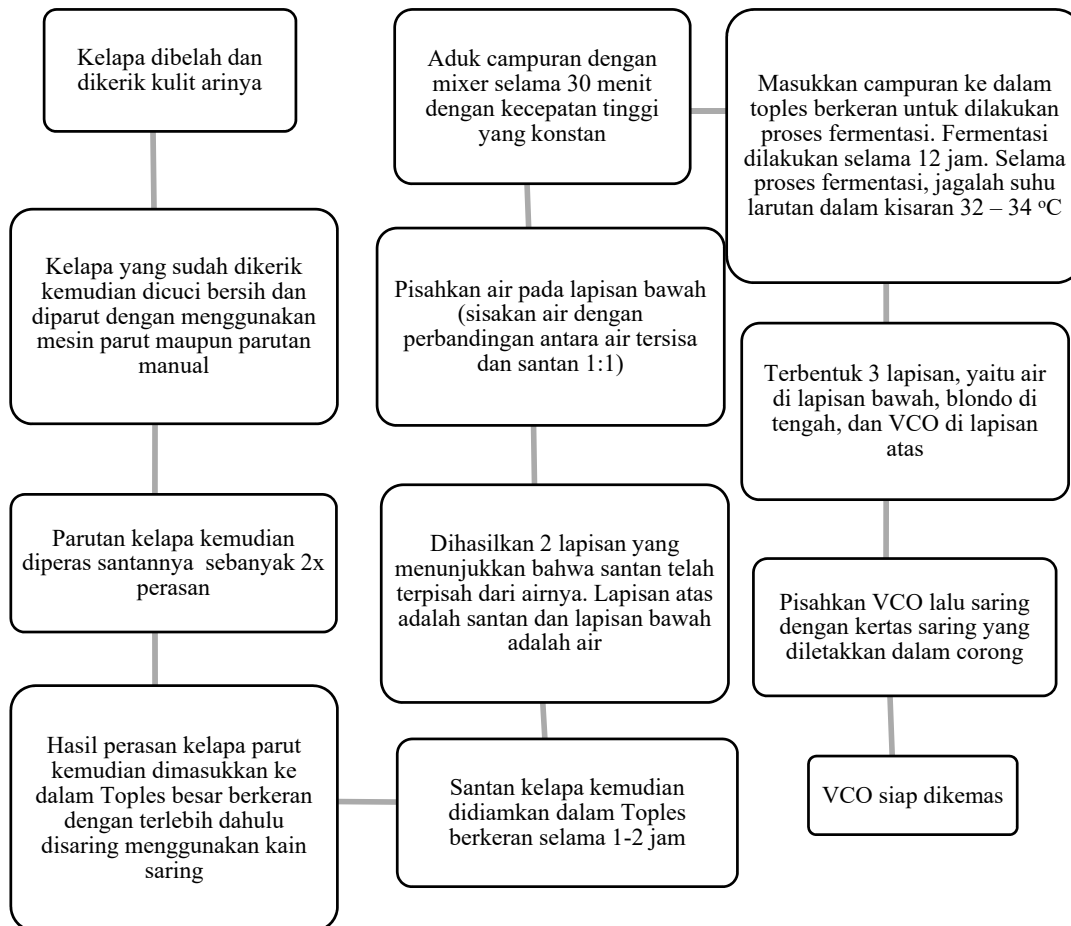 Kelapa dibelah dan
dikerik kulit arinya
Kelapa yang sudah dikerik
kemudian dicuci bersih dan
diparut dengan menggunakan
mesin parut maupun parutan
manual
Parutan kelapa kemudian
diperas santannya  sebanyak 2x
perasan
Hasil perasan kelapa parut
kemudian dimasukkan ke
dalam Toples besar berkeran
dengan terlebih dahulu
disaring menggunakan kain
saring
Santan kelapa kemudian
didiamkan dalam Toples
berkeran selama 1-2 jam
Dihasilkan 2 lapisan yang
menunjukkan bahwa santan telah
terpisah dari airnya. Lapisan atas
adalah santan dan lapisan bawah
adalah air
Pisahkan air pada lapisan bawah
(sisakan air dengan
perbandingan antara air tersisa
dan santan 1:1)
Aduk campuran dengan
mixer selama 30 menit
dengan kecepatan tinggi
yang konstan
Masukkan campuran ke dalam
toples berkeran untuk dilakukan
proses fermentasi. Fermentasi
dilakukan selama 12 jam. Selama
proses fermentasi, jagalah suhu
larutan dalam kisaran 32 – 34 °C
Terbentuk 3 lapisan, yaitu air
di lapisan bawah, blondo di
tengah, dan VCO di lapisan
atas
Pisahkan VCO lalu saring
dengan kertas saring yang
diletakkan dalam corong
VCO siap dikemas